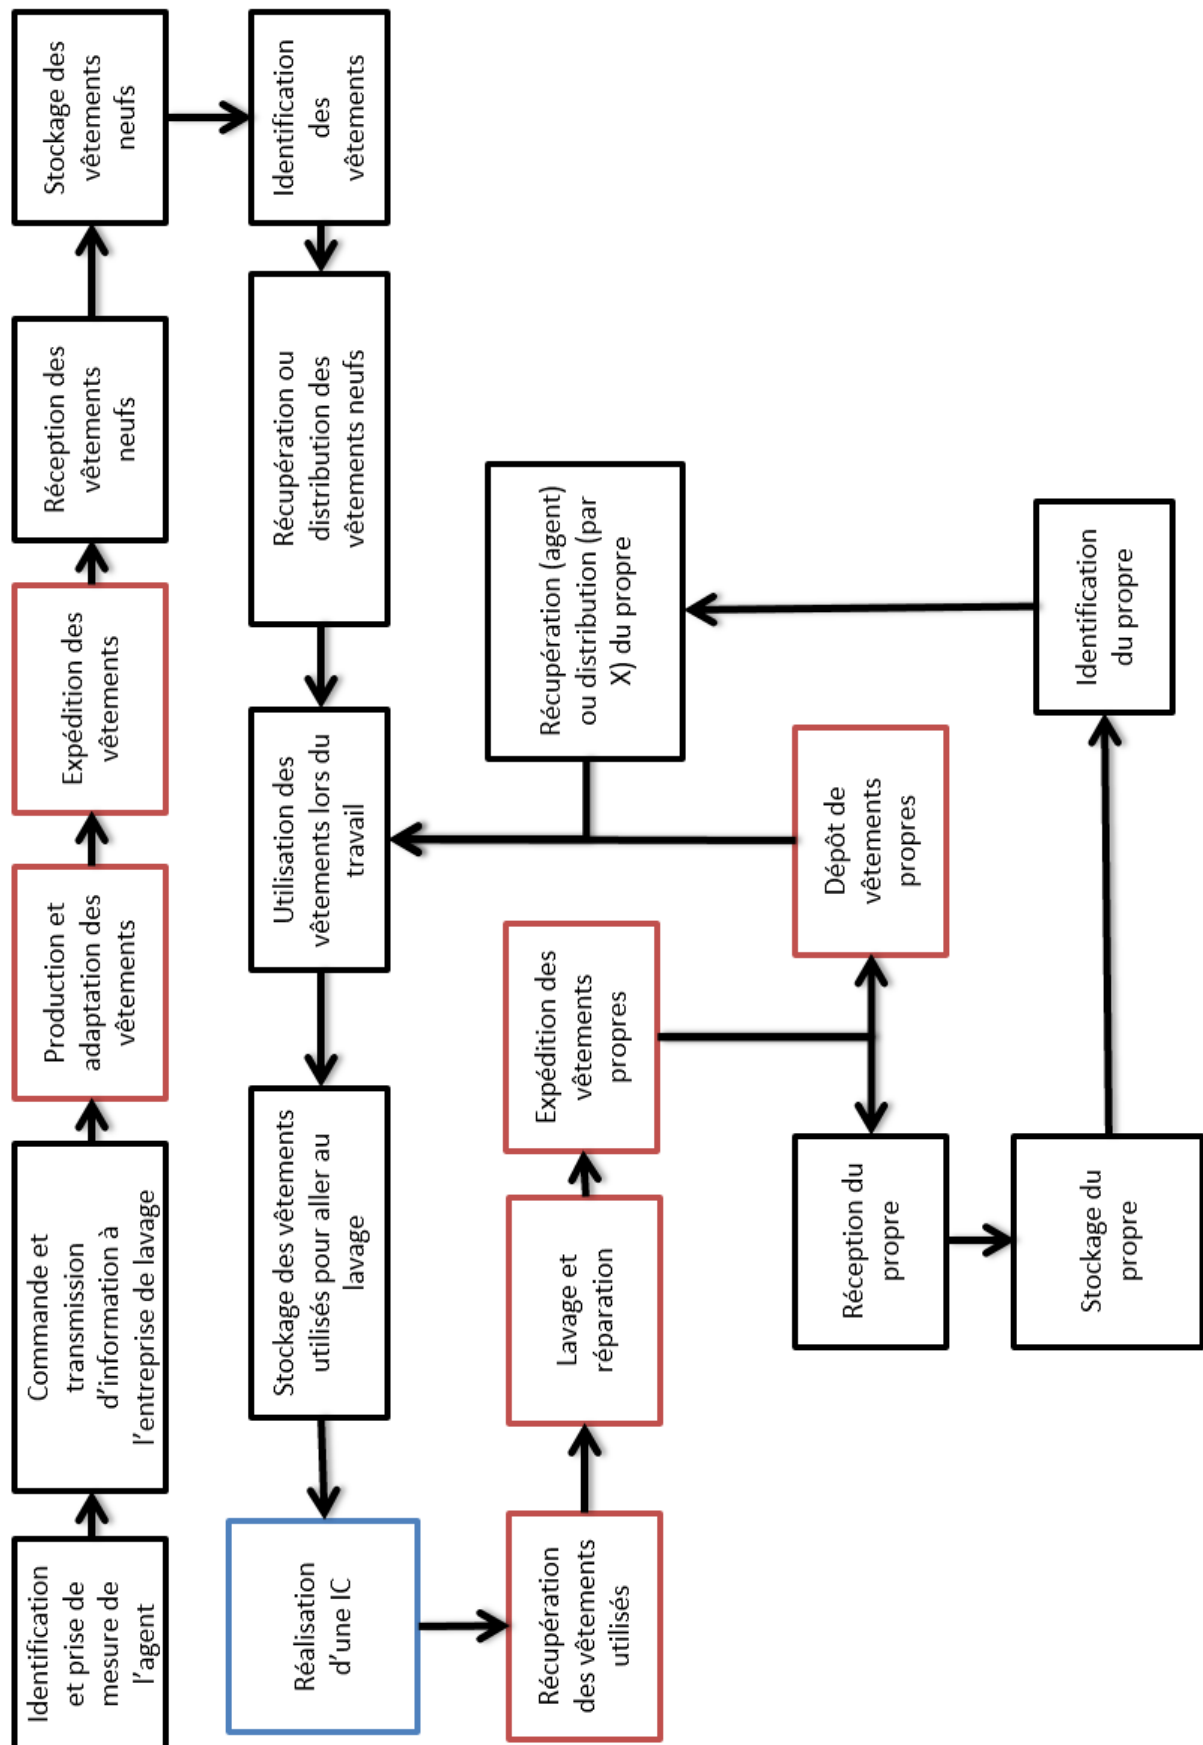 Identification
et prise de
mesure de
l'agent
Commande et
transmission
d'information à
l'entreprise de lavage
Production et
adaptation des
vêtements
Expédition des
vêtements
Réception des
vêtements
neufs
Stockage des
vêtements
neufs
Identification
des
vêtements
Récupération ou
distribution des
vêtements neufs
Utilisation des
vêtements lors du
travail
Stockage des vêtements
utilisés pour aller au
lavage
Réalisation
d'une IC
Récupération
des vêtements
utilisés
Lavage et
réparation
Expédition des
vêtements
propres
Dépôt de
vêtements
propres
Réception du
propre
Stockage du
propre
Identification
du propre
Récupération (agent)
ou distribution (par
X) du propre